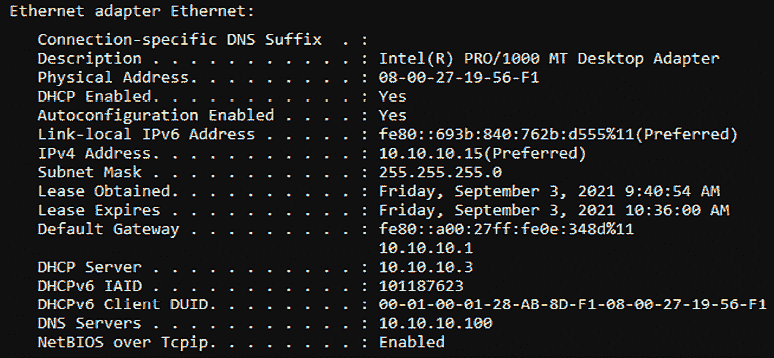 Ethernet adapter Ethernet:
Connection-specific DNS Suffix . :
Description . . . . . . . . . . . : Intel(R) PRO/1000 MT Desktop Adapter
Physical Address. . . . . . . . . : 08-00-27-19-56-F1
DHCP Enabled. . . . . . . . . . . : Yes
Autoconfiguration Enabled . . . . : Yes
Link-local IPv6 Address . . . . . : fe80::693b:840:762b:d555%11(Preferred)
IPv4 Address. . . . . . . . . . . : 10.10.10.15(Preferred)
Subnet Mask . . . . . . . . . . . : 255.255.255.0
Lease Obtained. . . . . . . . . . : Friday, September 3, 2021 9:40:54 AM
Lease Expires . . . . . . . . . . : Friday, September 3, 2021 10:36:00 AM
Default Gateway . . . . . . . . . : fe80::a00:27ff:fe0e:348d%11
10.10.10.1
DHCP Server . . . . . . . . . . . : 10.10.10.3
DHCPv6 IAID . . . . . . . . . . . : 101187623
DHCPv6 Client DUID. . . . . . . . : 00-01-00-01-28-AB-8D-F1-08-00-27-19-56-F1
DNS Servers . . . . . . . . . . . : 10.10.10.100
NetBIOS over Tcpip. . . . . . . . : Enabled